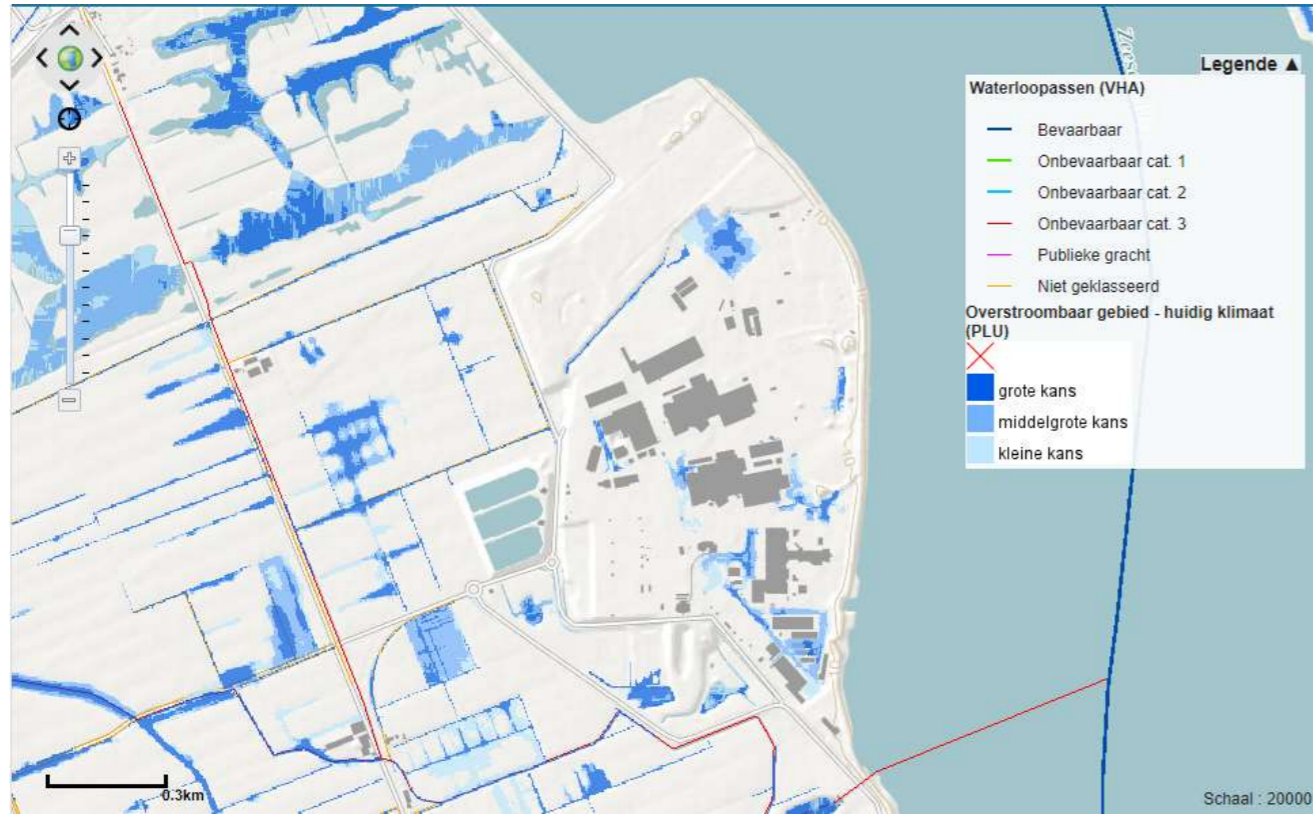 Legende ▲
Waterloopassen (VHA)
Bevaarbaar
Onbevaarbaar cat. 1
Onbevaarbaar cat. 2
Onbevaarbaar cat. 3
Publieke gracht
Niet geklasseerd
Overstroombaar gebied - huidig klimaat
(PLU)
grote kans
middelgrote kans
kleine kans
10
0.3km
Schaal : 20000